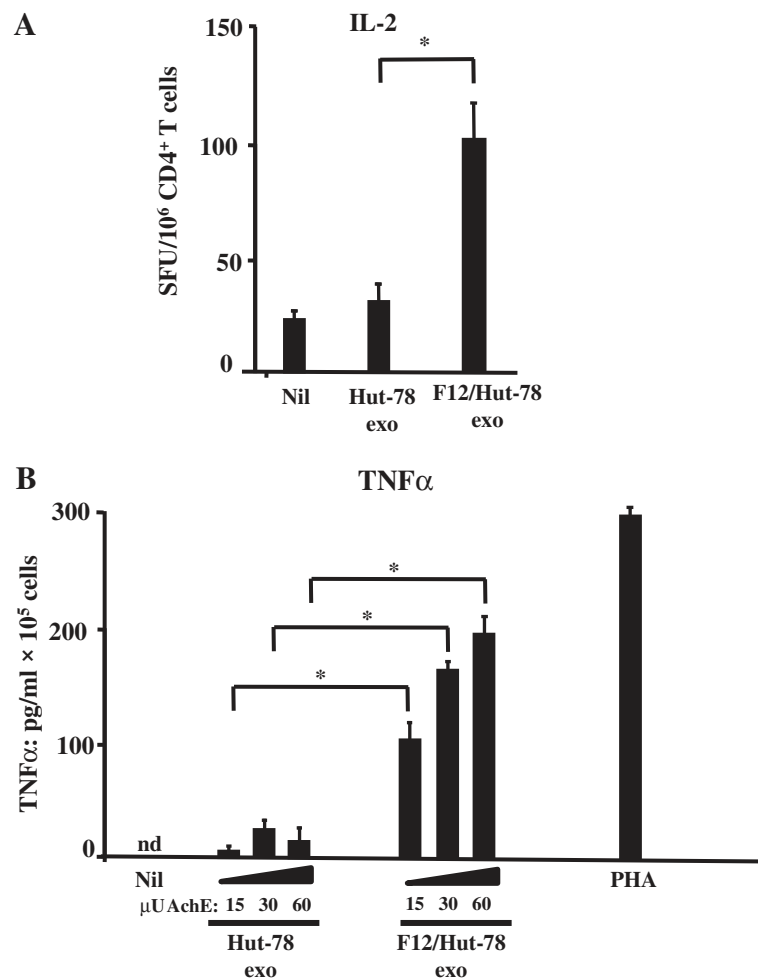 A
IL-2
SFU/10⁶ CD4⁺ T cells
150
*
100
50
0
Nil
Hut-78
exo
F12/Hut-78
exo
B
TNFα
TNFα: pg/ml × 10⁵ cells
300
*
200
*
*
100
nd
0
Nil
PHA
μU AchE: 15 30 60 15 30 60
Hut-78
exo
F12/Hut-78
exo